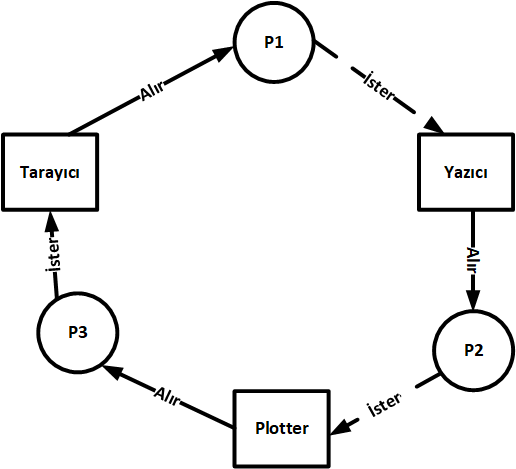 P1
Alır
İster
Tarayıcı
Yazıcı
İster
Alır
P3
P2
Alır
İster
Plotter